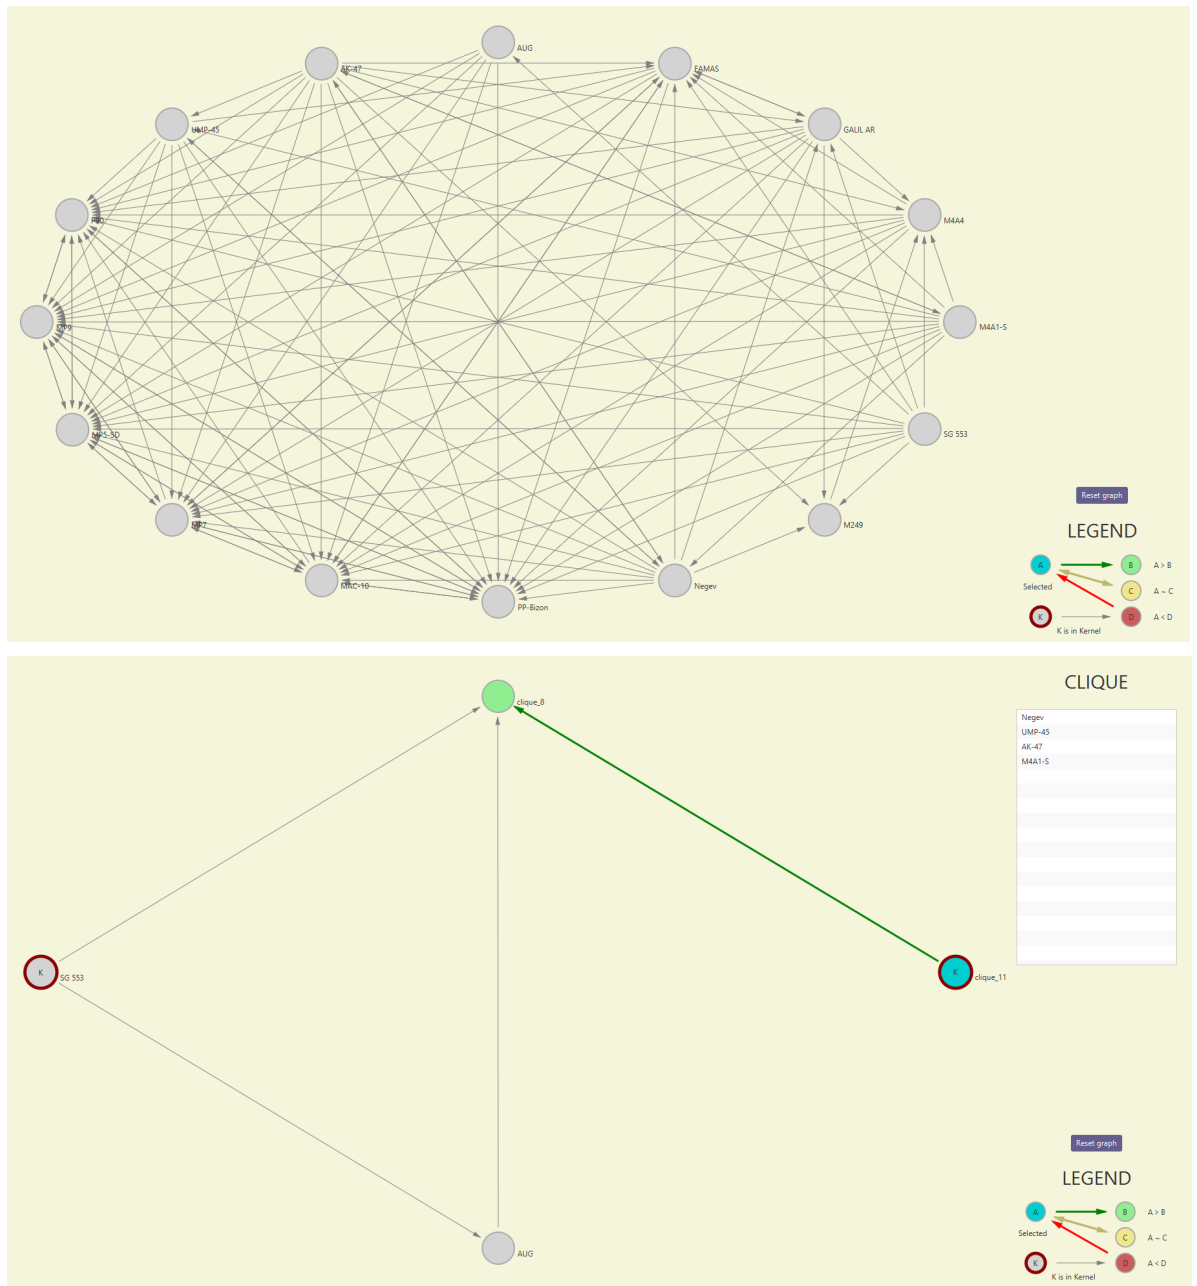 AUG
AK-47
FAMAS
UMP-45
GALIL AR
P90
M4A4
MP9
M4A1-S
MP5-SD
SG 553
MP7
M249
MAC-10
Negev
PP-Bizon
Reset graph
LEGEND
A
B
A > B
Selected
C
A ~ C
K
D
A < D
K is in Kernel
clique_8
CLIQUE
Negev
UMP-45
AK-47
M4A1-S
K
SG 553
K
clique_11
AUG
Reset graph
LEGEND
A
B
A > B
Selected
C
A ~ C
K
D
A < D
K is in Kernel